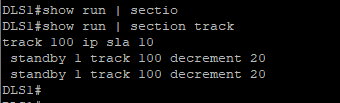 DLS1#show run | sectio
DLS1#show run | section track
track 100 ip sla 10
 standby 1 track 100 decrement 20
 standby 1 track 100 decrement 20
DLS1#